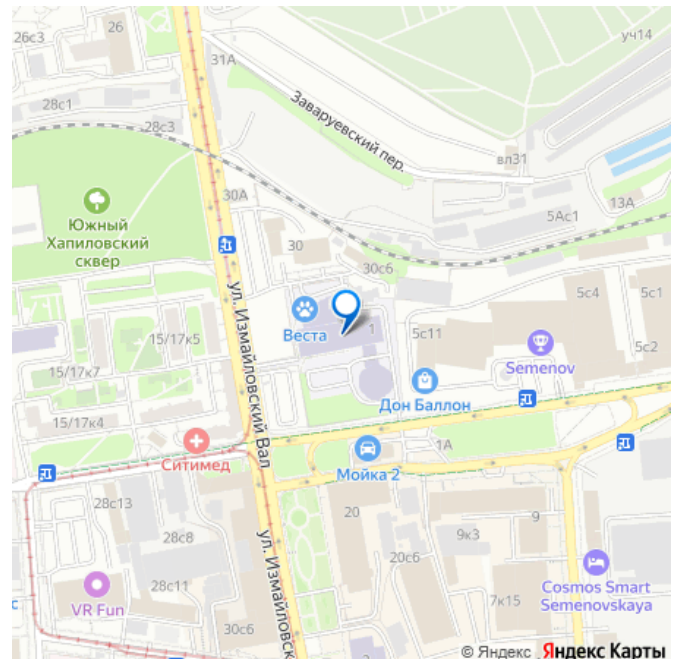 26с3
26
31А
уч14
28с1
28с3
Заваруевский пер.
вл31
13А
30А
5Ас1
Южный
Хапиловский
сквер
30
30с6
ул. Измайловский Вал
5с4
5с1
Веста
1
5с11
5с2
15/17к5
Semenov
15/17к7
Дон Баллон
15/17к4
Ситимед
1А
Мойка 2
28с13
20
28с8
9к3
9
ул. Измайловск
20с6
28с11
VR Fun
7к15
Cosmos Smart
Semenovskaya
30с6
с
© Яндекс Яндекс Карты